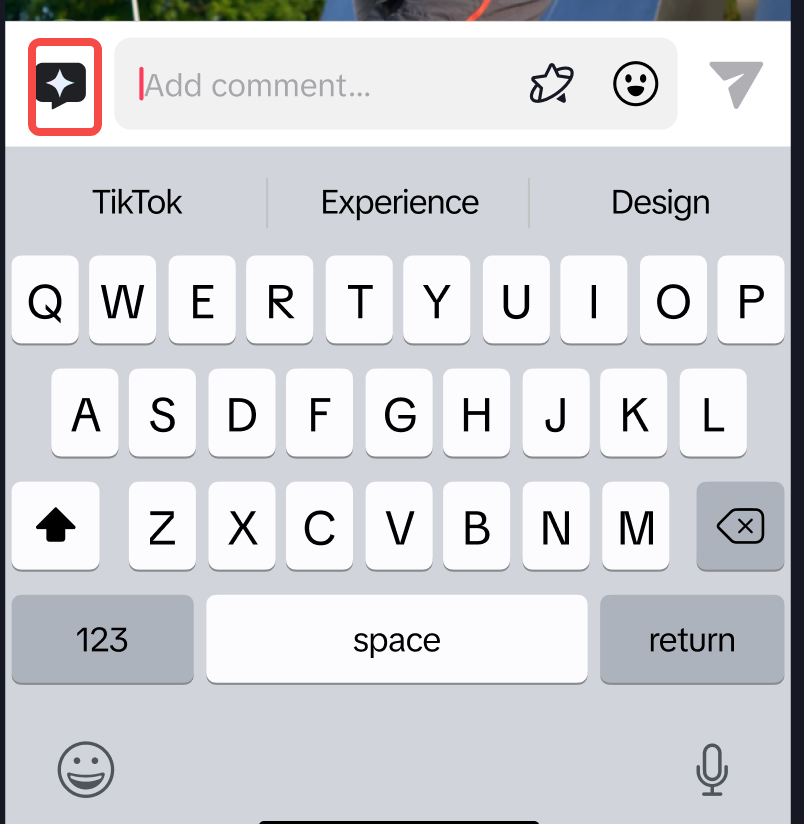 Add comment...
TikTok Experience Design
Q W E R T Y U I O P
A S D F G H J K L
Z X C V B N M
123 space return